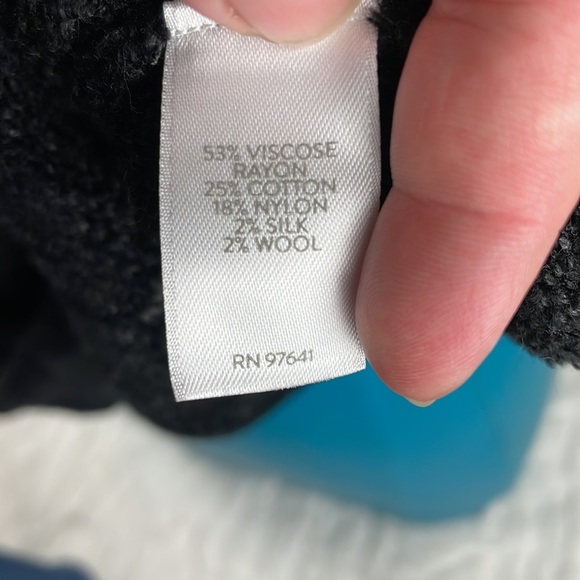 53% VISCOSE
RAYON
25% COTTON
18% NYLON
2% SILK
2% WOOL
RN 97641